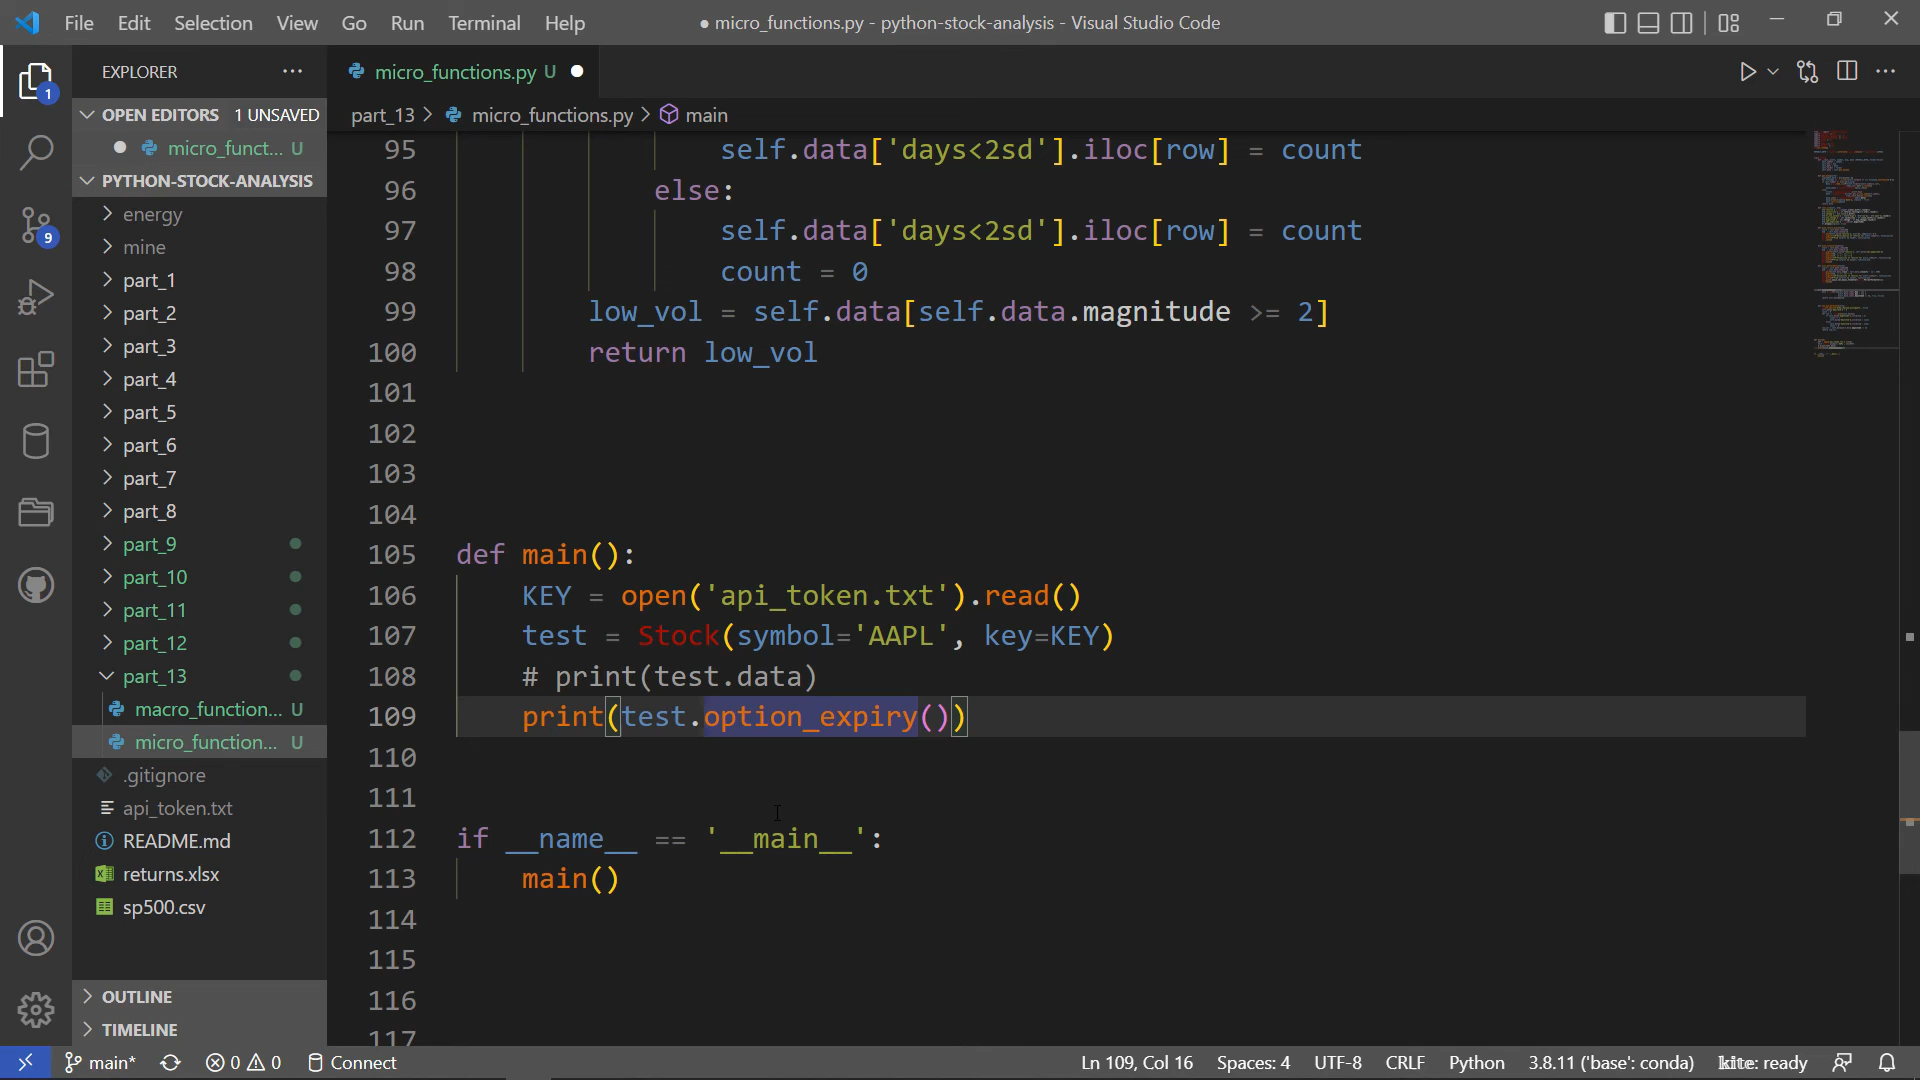 File Edit Selection View Go Run Terminal Help
● micro_functions.py - python-stock-analysis - Visual Studio Code
EXPLORER
micro_functions.py U
OPEN EDITORS 1 UNSAVED
part_13 > micro_functions.py > main
micro_funct... U
PYTHON-STOCK-ANALYSIS
energy
mine
part_1
part_2
part_3
part_4
part_5
part_6
part_7
part_8
part_9
part_10
part_11
part_12
part_13
macro_function... U
micro_function... U
.gitignore
api_token.txt
README.md
returns.xlsx
sp500.csv
OUTLINE
TIMELINE
1
9
95 self.data['days<2sd'].iloc[row] = count
96 else:
97 self.data['days<2sd'].iloc[row] = count
98 count = 0
99 low_vol = self.data[self.data.magnitude >= 2]
100 return low_vol
101
102
103
104
105 def main():
106 KEY = open('api_token.txt').read()
107 test = Stock(symbol='AAPL', key=KEY)
108 # print(test.data)
109 print(test.option_expiry())
110
111
112 if __name__ == '__main__':
113 main()
114
115
116
117
main* 0 0 Connect
Ln 109, Col 16 Spaces: 4 UTF-8 CRLF Python 3.8.11 ('base': conda) kite: ready